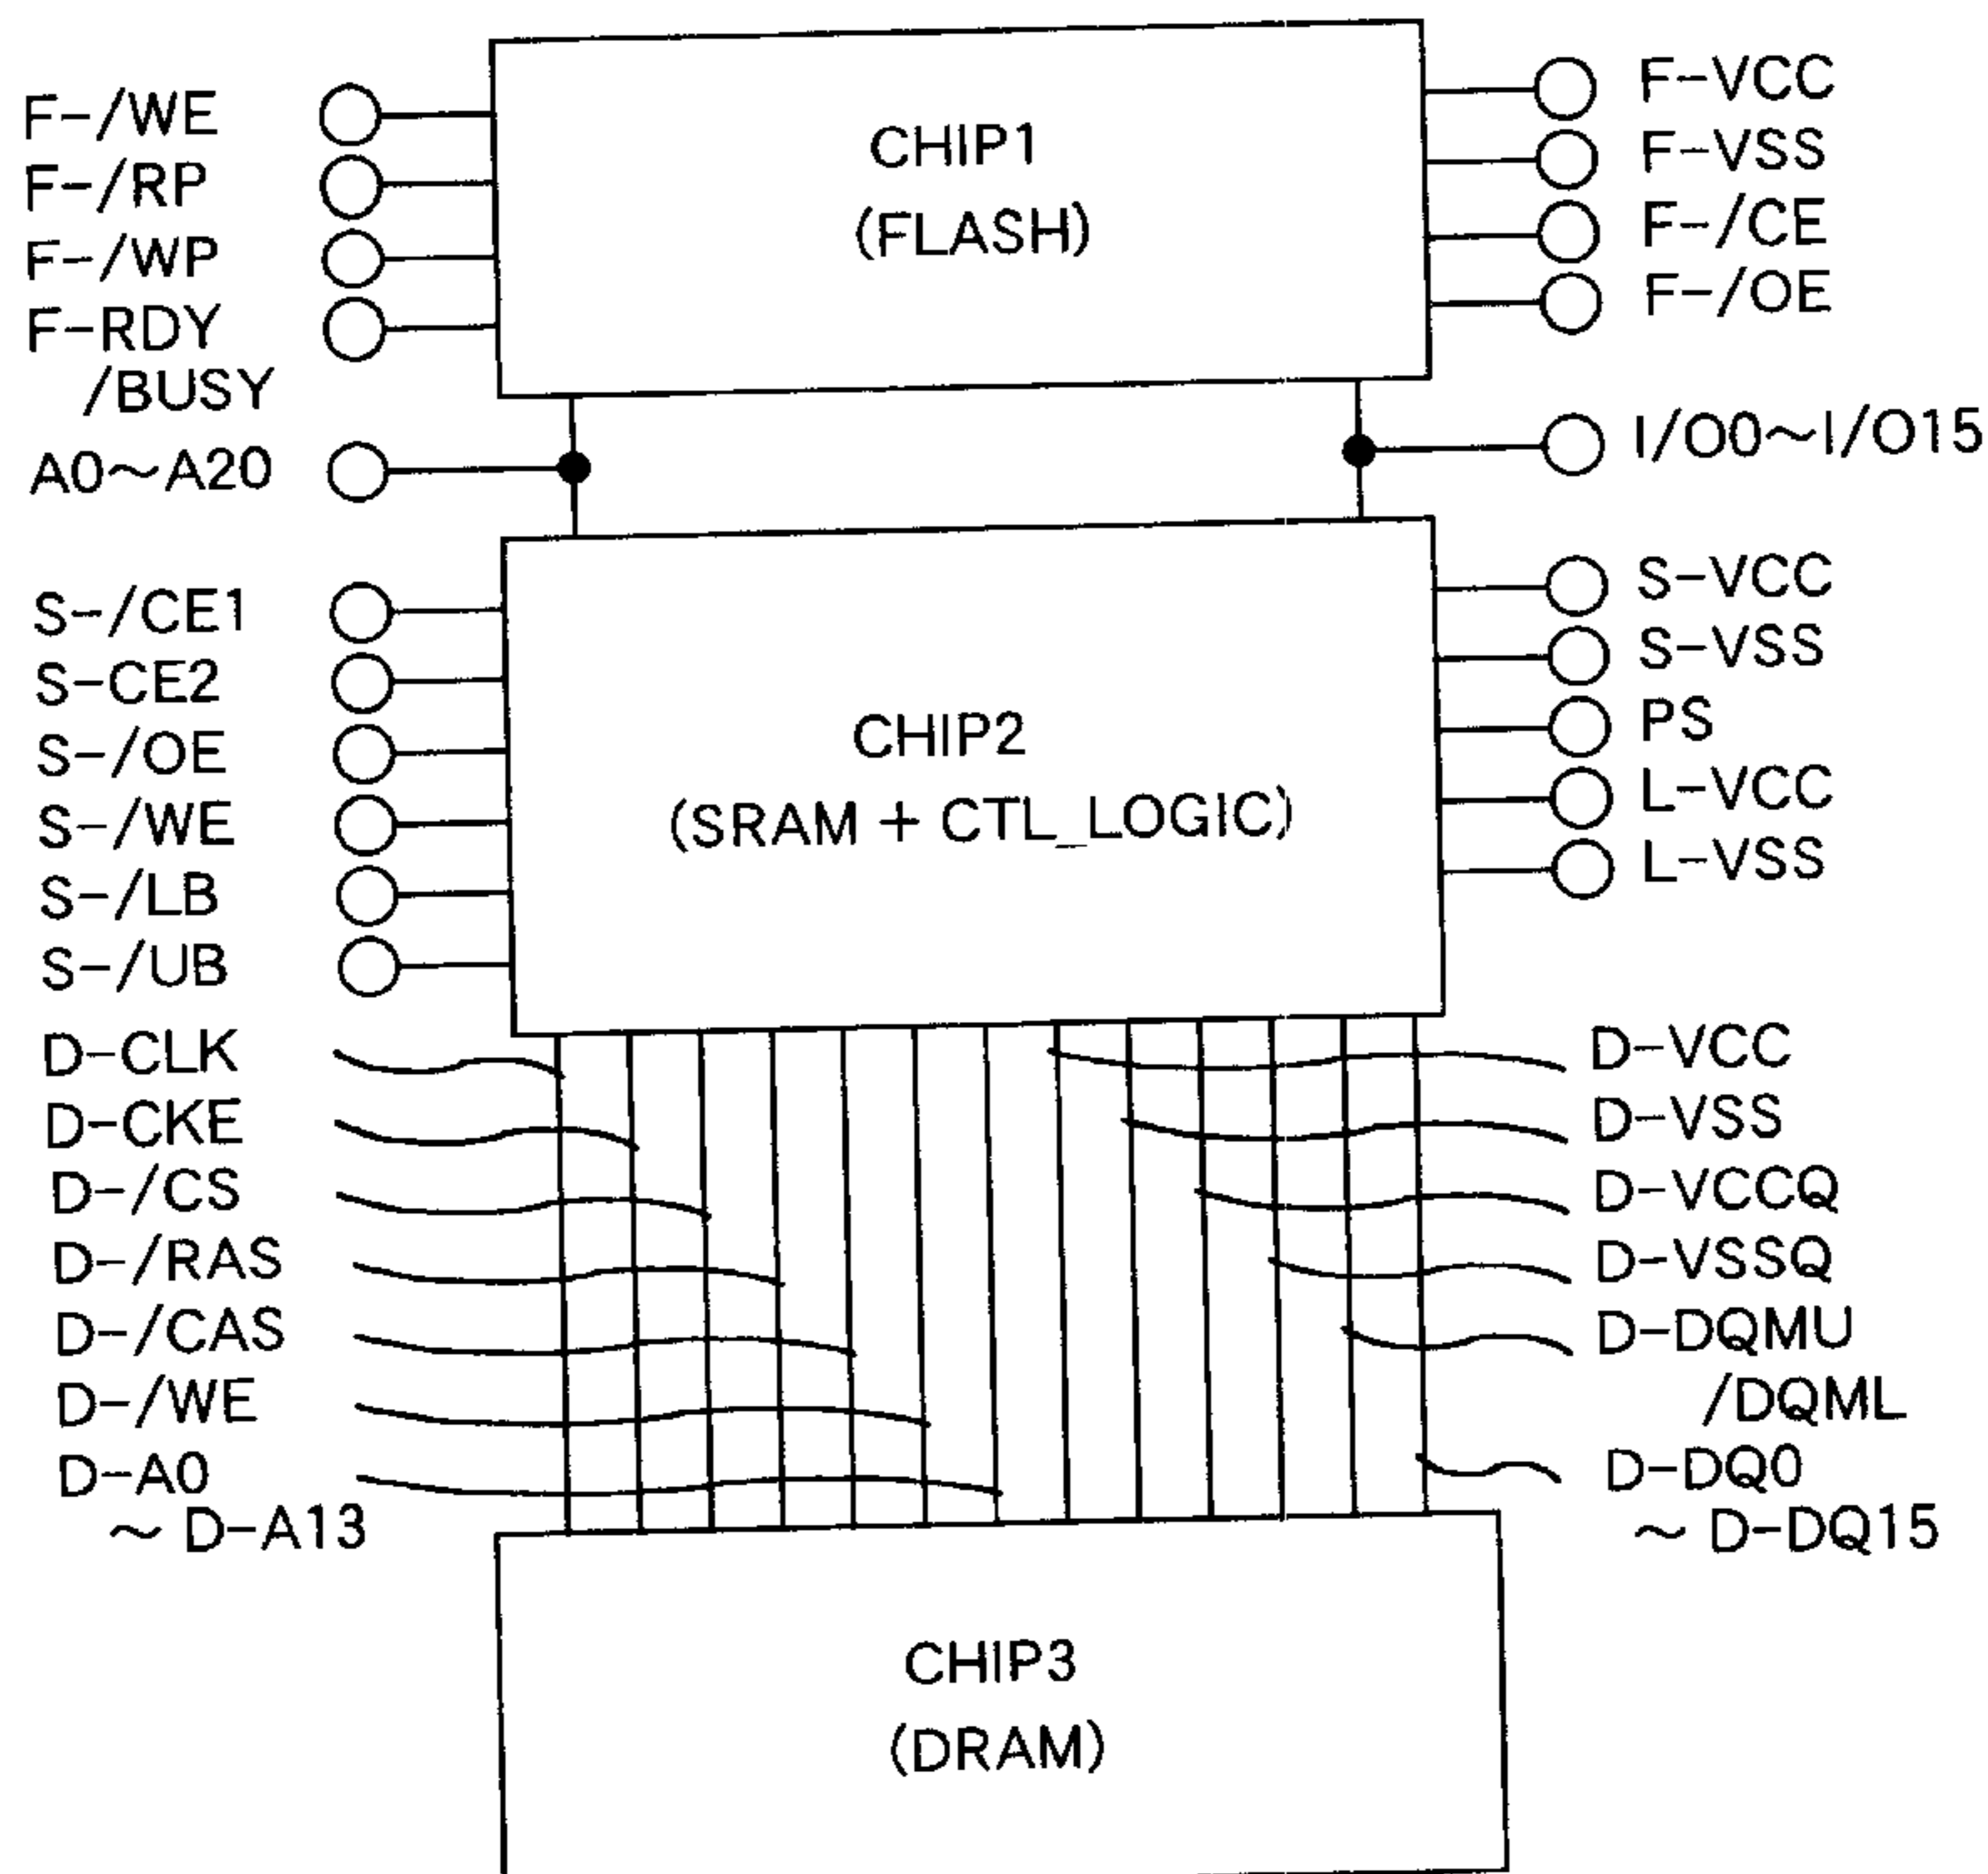 F-/WE
F-/RP
F-/WP
F-RDY
/BUSY
A0~A20
F-VCC
F-VSS
F-/CE
F-/OE
I/O0~I/O15
CHIP1
(FLASH)
S-/CE1
S-CE2
S-/OE
S-/WE
S-/LB
S-/UB
CHIP2
(SRAM + CTL_LOGIC)
S-VCC
S-VSS
PS
L-VCC
L-VSS
D-CLK
D-CKE
D-/CS
D-/RAS
D-/CAS
D-/WE
D-A0
~ D-A13
D-VCC
D-VSS
D-VCCQ
D-VSSQ
D-DQMU
/DQML
D-DQ0
~ D-DQ15
CHIP3
(DRAM)